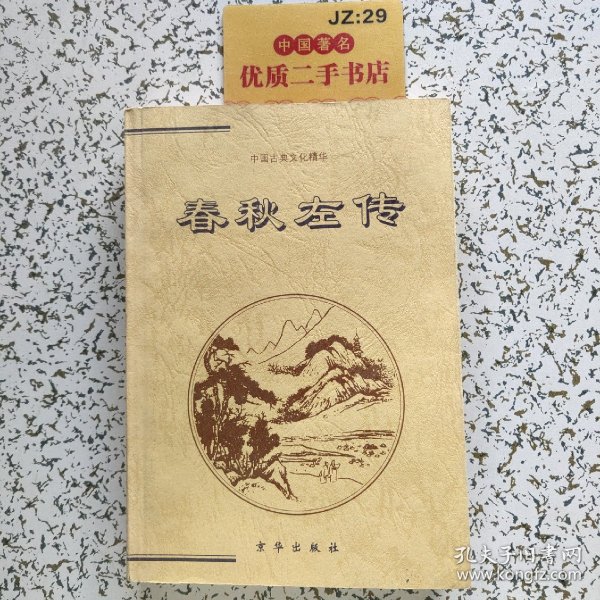 JZ:29
中国著名
优质二手书店
中国古典文化精华
春秋左传
京华出版社
孔夫子旧书网
www.kongfz.com